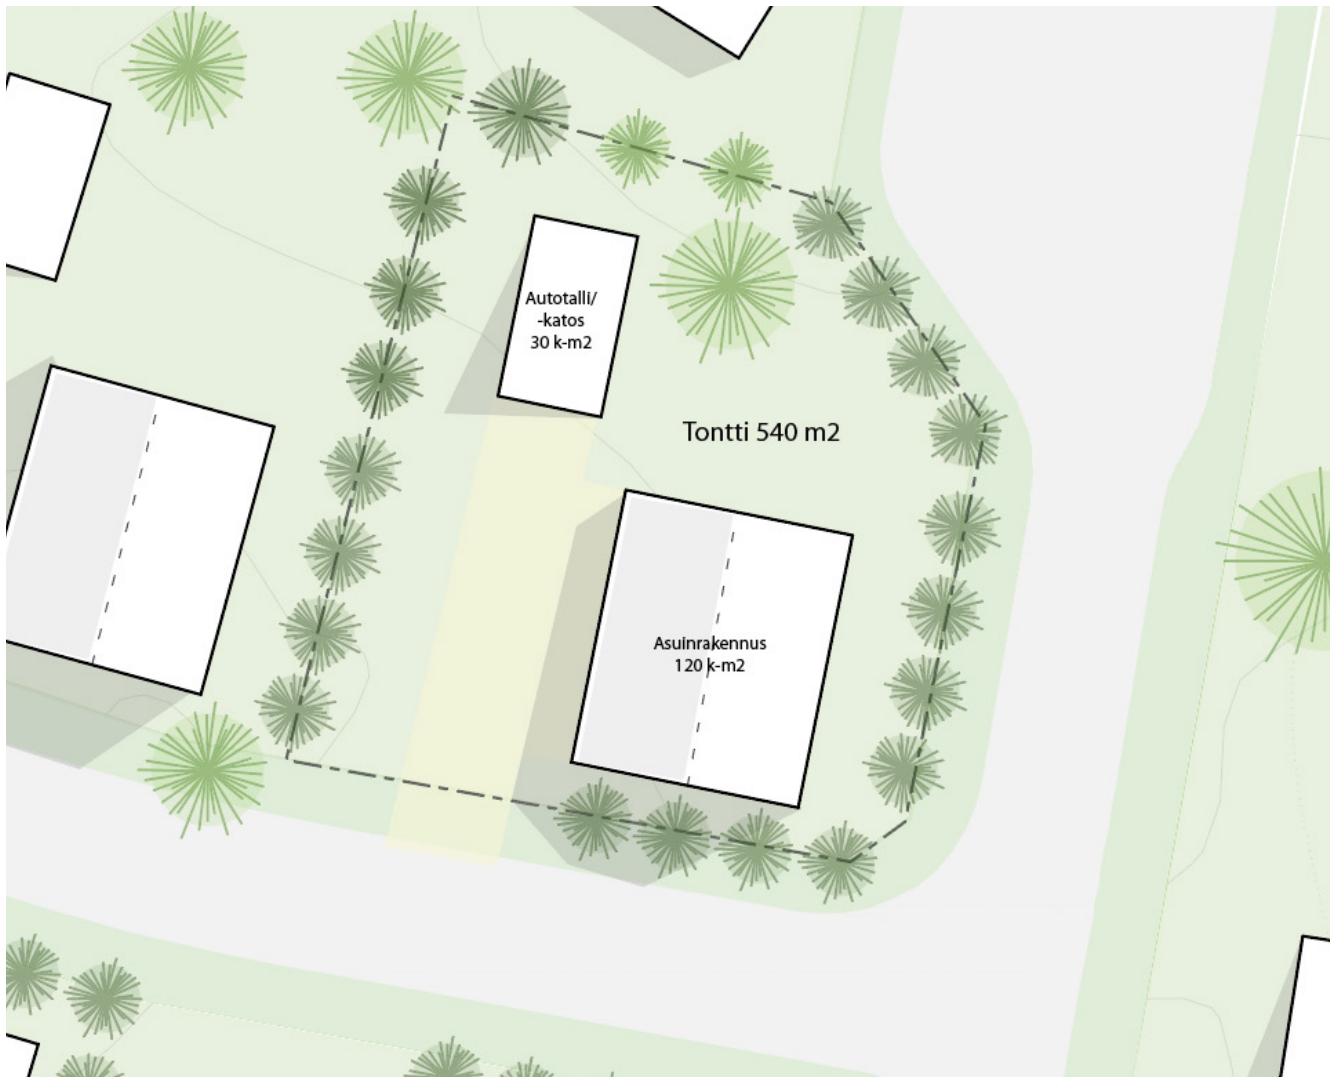 Autotalli/
-katos
30 k-m2
Tontti 540 m2
Asuinrakennus
120 k-m2